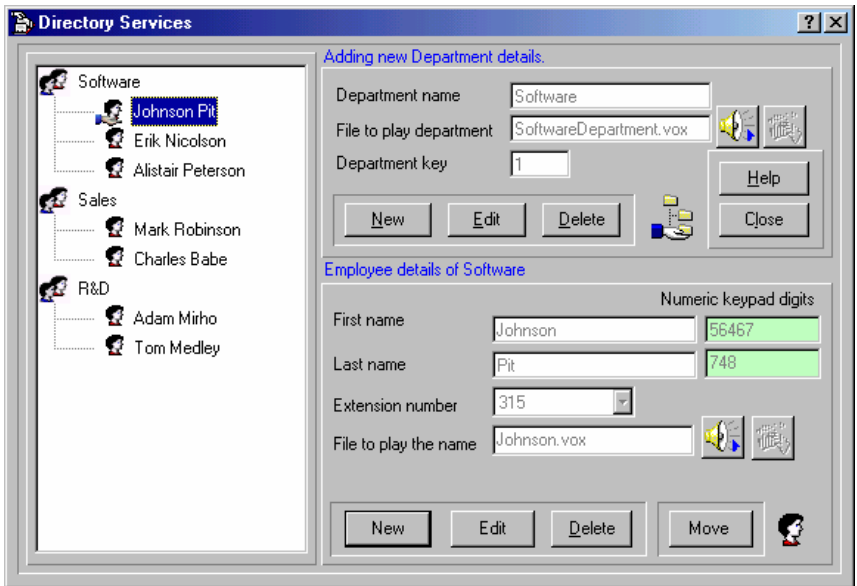 Directory Services
Software
Johnson Pit
Erik Nicolson
Alistair Peterson
Sales
Mark Robinson
Charles Babe
R&D
Adam Mirho
Tom Medley
Adding new Department details.
Department name Software
File to play department SoftwareDepartment.vox
Department key 1
New Edit Delete
Help
Close
Employee details of Software
Numeric keypad digits
First name Johnson 56467
Last name Pit 748
Extension number 315
File to play the name Johnson.vox
New Edit Delete Move